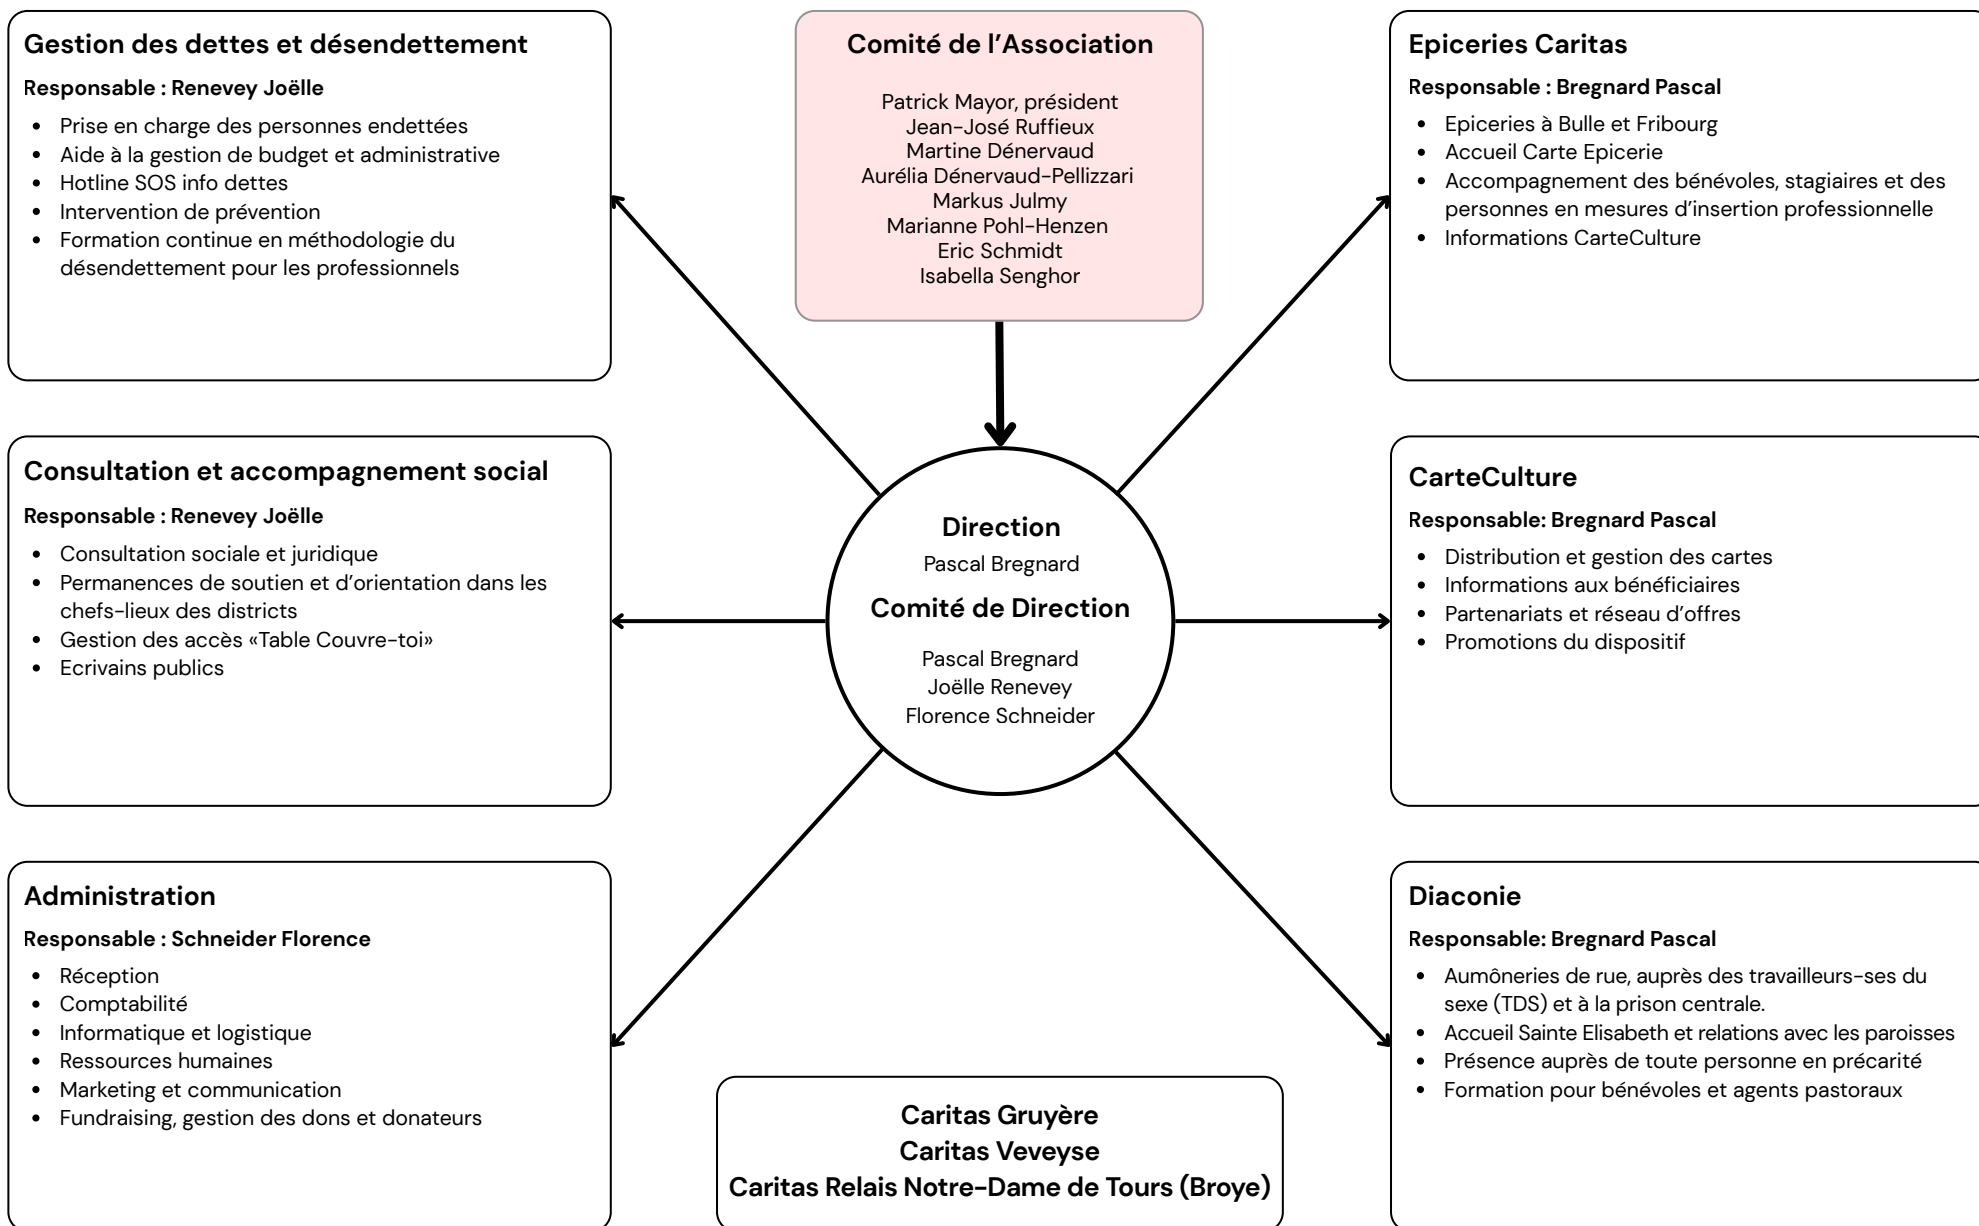 Gestion des dettes et désendettement
Responsable : Renevey Joëlle
• Prise en charge des personnes endettées
• Aide à la gestion de budget et administrative
• Hotline SOS info dettes
• Intervention de prévention
• Formation continue en méthodologie du
désendettement pour les professionnels
Comité de l’Association
Patrick Mayor, président
Jean-José Ruffieux
Martine Dénervaud
Aurélia Dénervaud-Pellizzari
Markus Julmy
Marianne Pohl-Henzen
Eric Schmidt
Isabella Senghor
Epiceries Caritas
Responsable : Bregnard Pascal
• Epiceries à Bulle et Fribourg
• Accueil Carte Epicerie
• Accompagnement des bénévoles, stagiaires et des
personnes en mesures d’insertion professionnelle
• Informations CarteCulture
Consultation et accompagnement social
Responsable : Renevey Joëlle
• Consultation sociale et juridique
• Permanences de soutien et d’orientation dans les
chefs-lieux des districts
• Gestion des accès «Table Couvre-toi»
• Ecrivains publics
Direction
Pascal Bregnard
Comité de Direction
Pascal Bregnard
Joëlle Renevey
Florence Schneider
CarteCulture
Responsable: Bregnard Pascal
• Distribution et gestion des cartes
• Informations aux bénéficiaires
• Partenariats et réseau d’offres
• Promotions du dispositif
Administration
Responsable : Schneider Florence
• Réception
• Comptabilité
• Informatique et logistique
• Ressources humaines
• Marketing et communication
• Fundraising, gestion des dons et donateurs
Caritas Gruyère
Caritas Veveyse
Caritas Relais Notre-Dame de Tours (Broye)
Diaconie
Responsable: Bregnard Pascal
• Aumôneries de rue, auprès des travailleurs-ses du
sexe (TDS) et à la prison centrale.
• Accueil Sainte Elisabeth et relations avec les paroisses
• Présence auprès de toute personne en précarité
• Formation pour bénévoles et agents pastoraux